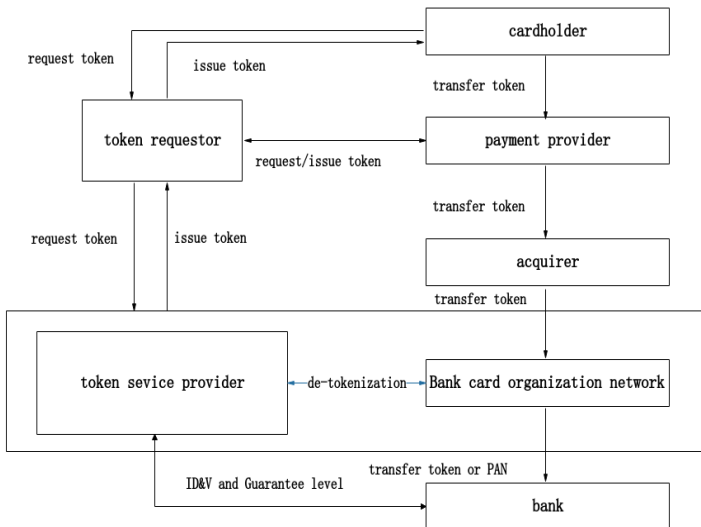 cardholder
request token
issue token
transfer token
token requestor
payment provider
request/issue token
transfer token
request token
issue token
acquirer
transfer token
token sevice provider
de-tokenization
Bank card organization network
transfer token or PAN
ID&V and Guarantee level
bank